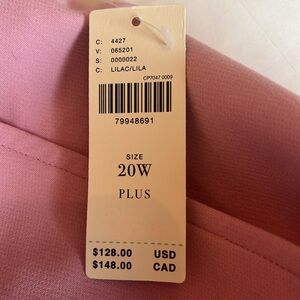 C: 4427
V: 065201
S: 0000022
C: LILAC/LILA
CP7047 0009
79948691
SIZE
20W
PLUS
$128.00 USD
$148.00 CAD